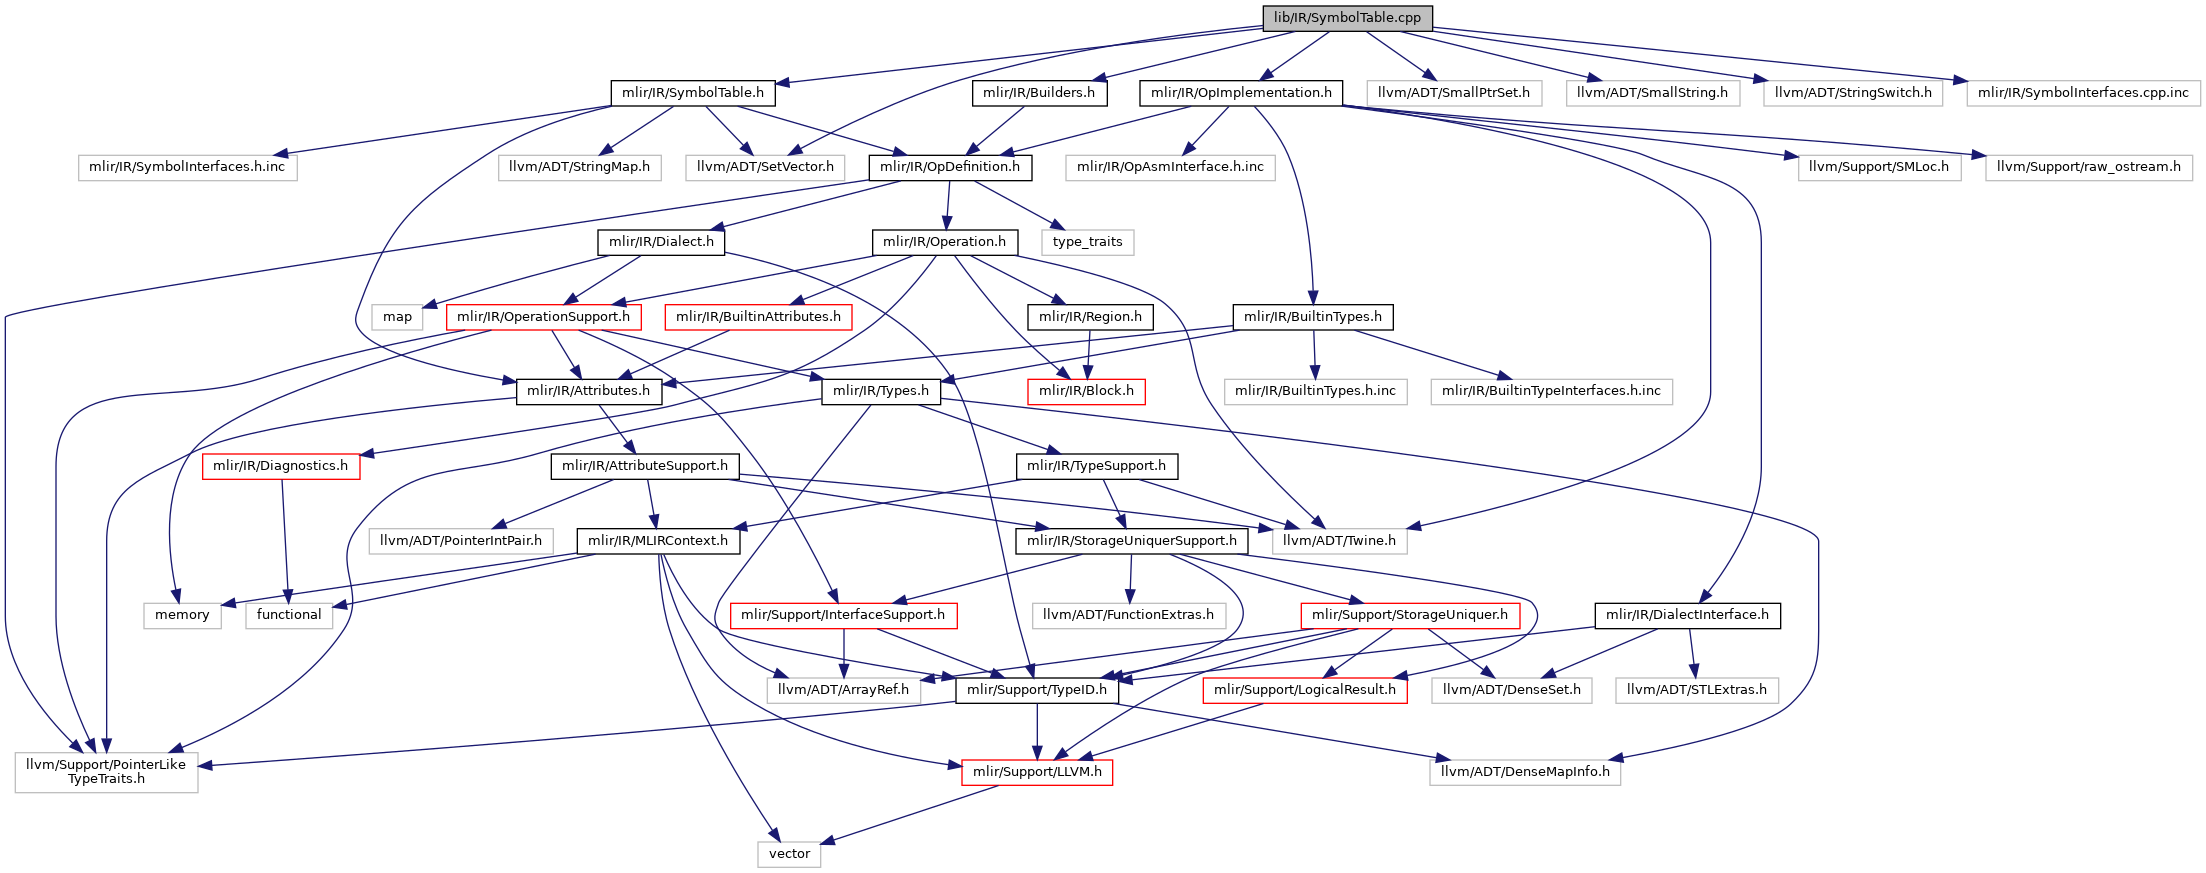 lib/IR/SymbolTable.cpp
mlir/IR/SymbolTable.h
mlir/IR/Builders.h
mlir/IR/OpImplementation.h
llvm/ADT/SmallPtrSet.h
llvm/ADT/SmallString.h
llvm/ADT/StringSwitch.h
mlir/IR/SymbolInterfaces.cpp.inc
mlir/IR/SymbolInterfaces.h.inc
llvm/ADT/StringMap.h
llvm/ADT/SetVector.h
mlir/IR/OpDefinition.h
mlir/IR/OpAsmInterface.h.inc
llvm/Support/SMLoc.h
llvm/Support/raw_ostream.h
mlir/IR/Dialect.h
mlir/IR/Operation.h
type_traits
map
mlir/IR/OperationSupport.h
mlir/IR/BuiltinAttributes.h
mlir/IR/Region.h
mlir/IR/BuiltinTypes.h
mlir/IR/Attributes.h
mlir/IR/Types.h
mlir/IR/Block.h
mlir/IR/BuiltinTypes.h.inc
mlir/IR/BuiltinTypeInterfaces.h.inc
mlir/IR/Diagnostics.h
mlir/IR/AttributeSupport.h
mlir/IR/TypeSupport.h
llvm/ADT/PointerIntPair.h
mlir/IR/MLIRContext.h
mlir/IR/StorageUniquerSupport.h
llvm/ADT/Twine.h
memory
functional
mlir/Support/InterfaceSupport.h
llvm/ADT/FunctionExtras.h
mlir/Support/StorageUniquer.h
mlir/IR/DialectInterface.h
llvm/ADT/ArrayRef.h
mlir/Support/TypeID.h
mlir/Support/LogicalResult.h
llvm/ADT/DenseSet.h
llvm/ADT/STLExtras.h
llvm/Support/PointerLike
TypeTraits.h
mlir/Support/LLVM.h
llvm/ADT/DenseMapInfo.h
vector